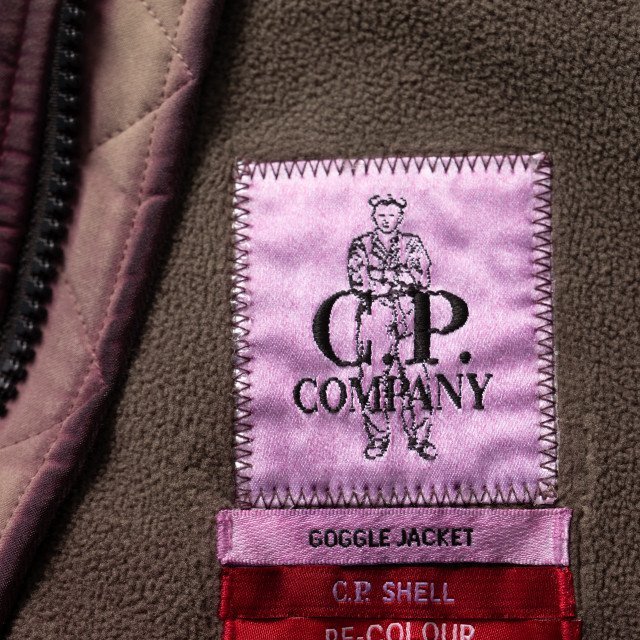 C.P.
COMPANY
GOGGLE JACKET
C.P. SHELL
RE-COLOUR